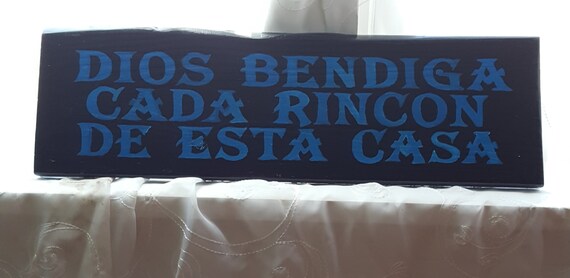 DIOS BENDIGA
CADA RINCON
DE ESTA CASA